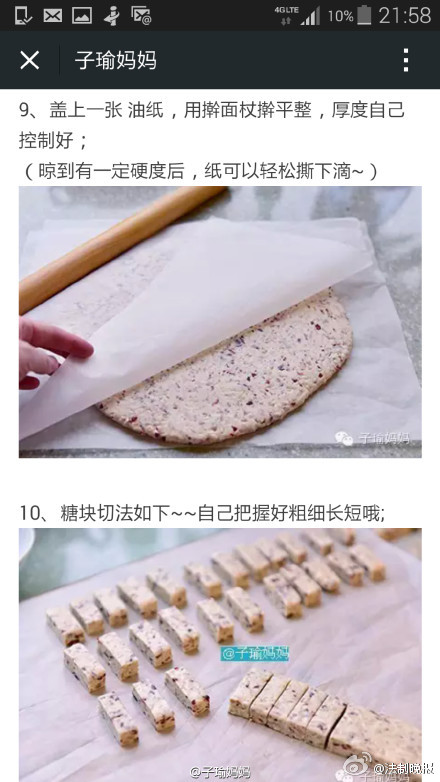 4G LTE 10% 21:58
子瑜妈妈
9、盖上一张 油纸，用擀面杖擀平整，厚度自己
控制好；
（晾到有一定硬度后，纸可以轻松撕下滴~）
子瑜妈妈
10、糖块切法如下~~自己把握好粗细长短哦;
@子瑜妈妈
子瑜妈妈
@子瑜妈妈
@法制晚报